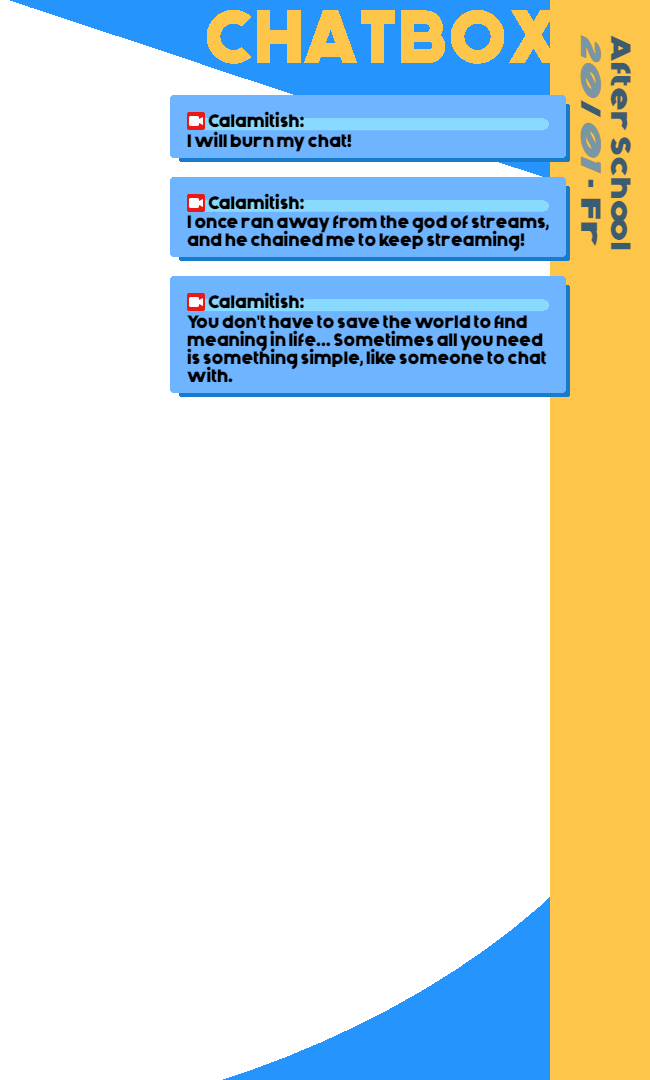 CHATBOX
After School
20/01 · Fr
Calamitish:
I will burn my chat!
Calamitish:
I once ran away from the god of streams,
and he chained me to keep streaming!
Calamitish:
You don't have to save the world to find
meaning in life... Sometimes all you need
is something simple, like someone to chat
with.